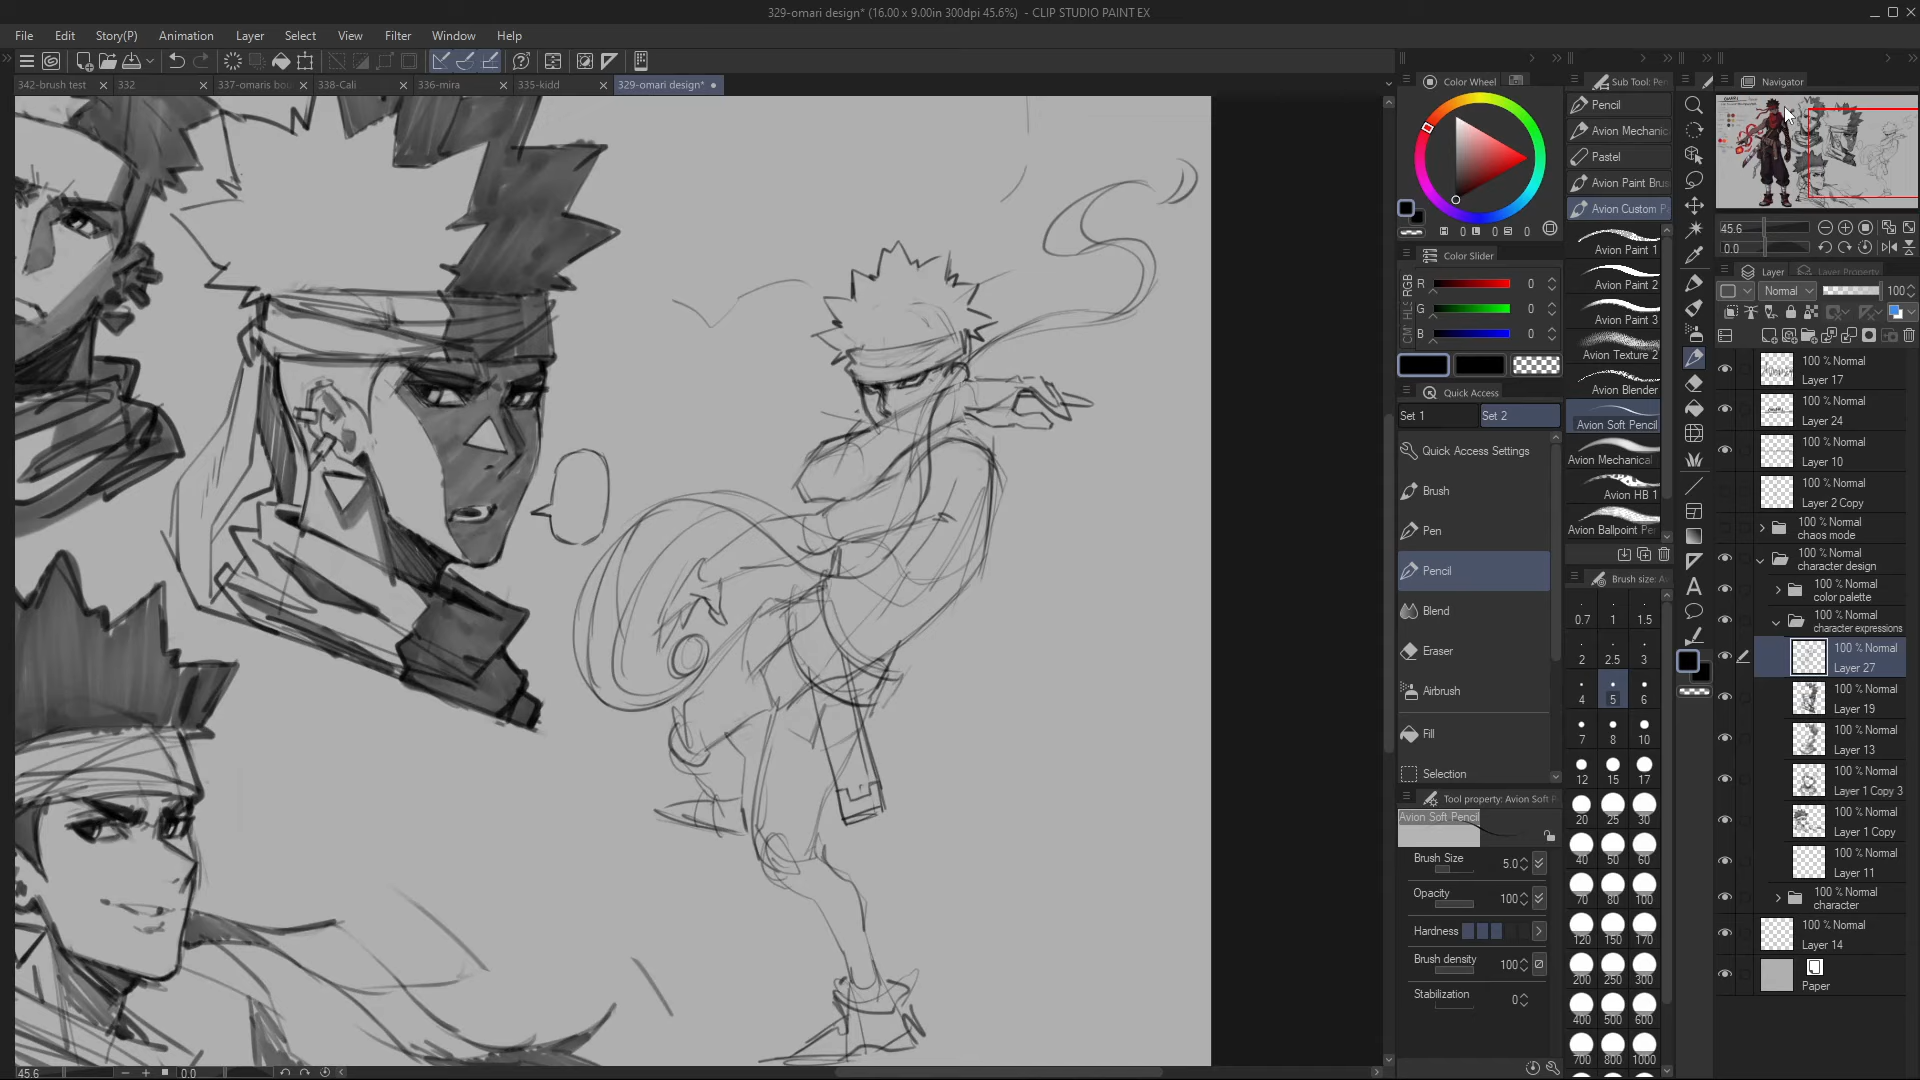 329-omari design* (16.00 x 9.00in 300dpi 45.6%)  - CLIP STUDIO PAINT EX
File Edit Story(P) Animation Layer Select View Filter Window Help
342-brush test 332 337-omaris bou 338-Cali 336-mira 335-kidd 329-omari design*
Color Wheel
0 0 0
Color Slider
RGB
HLS
R 0
G 0
B 0
Quick Access
Set 1 Set 2
Quick Access Settings
Brush
Pen
Pencil
Blend
Eraser
Airbrush
Fill
Selection
Tool property: Avion Soft P
Avion Soft Pencil
Brush Size 5.0
Opacity 100
Hardness
Brush density 100
Stabilization 0
Sub Tool: Pen
Pencil
Avion Mechanic
Pastel
Avion Paint Brus
Avion Custom P
Avion Paint 1
Avion Paint 2
Avion Paint 3
Avion Texture 2
Avion Blender
Avion Soft Pencil
Avion Mechanical
Avion HB 1
Avion Ballpoint Pe
Brush size: A
0.7 1 1.5
2 2.5 3
4 5 6
7 8 10
12 15 17
20 25 30
40 50 60
70 80 100
120 150 170
200 250 300
400 500 600
700 800 1000
Navigator
45.6
0.0
Layer Layer Property
Normal 100
100 % Normal
Layer 17
100 % Normal
Layer 24
100 % Normal
Layer 10
100 % Normal
Layer 2 Copy
100 % Normal
chaos mode
100 % Normal
character design
100 % Normal
color palette
100 % Normal
character expressions
100 % Normal
Layer 27
100 % Normal
Layer 19
100 % Normal
Layer 13
100 % Normal
Layer 1 Copy 3
100 % Normal
Layer 1 Copy
100 % Normal
Layer 11
100 % Normal
character
100 % Normal
Layer 14
Paper
45.6 0.0